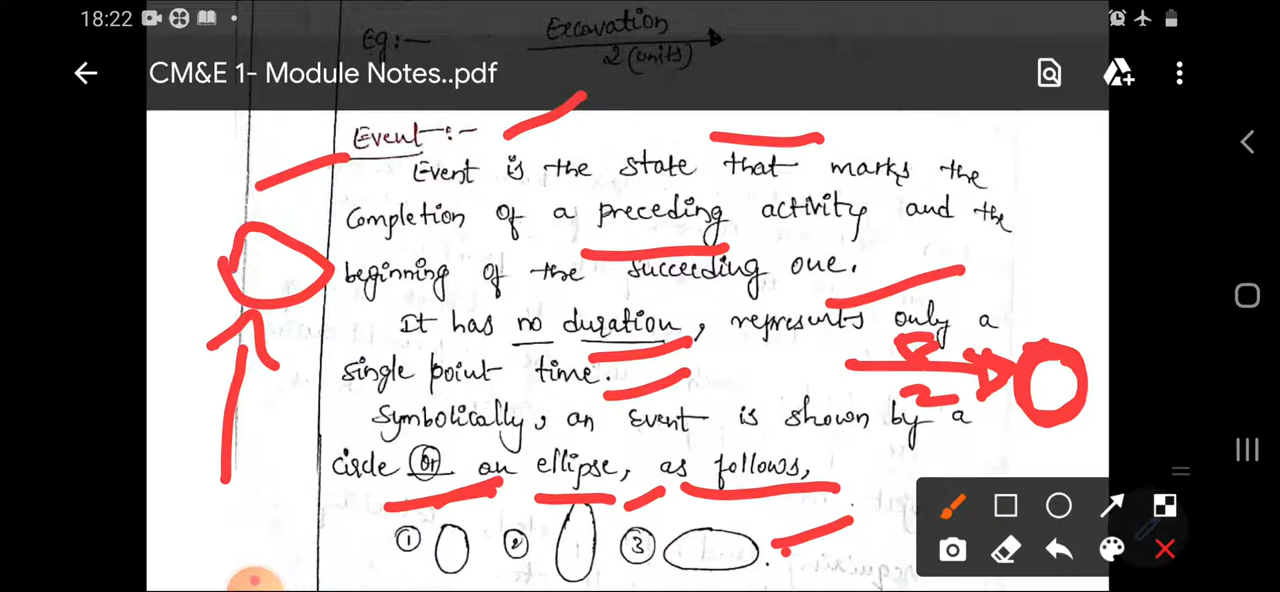 18:22
Eg:-
Excavation
2 (units)
CM&E 1- Module Notes..pdf
Event :-
Event is the state that marks the
completion of a preceding activity and the
beginning of the succeeding one.
It has no duration, represents only a
single point time.
Symbolically, an Event is shown by a
circle (or) an ellipse, as follows,
① ② ③ .